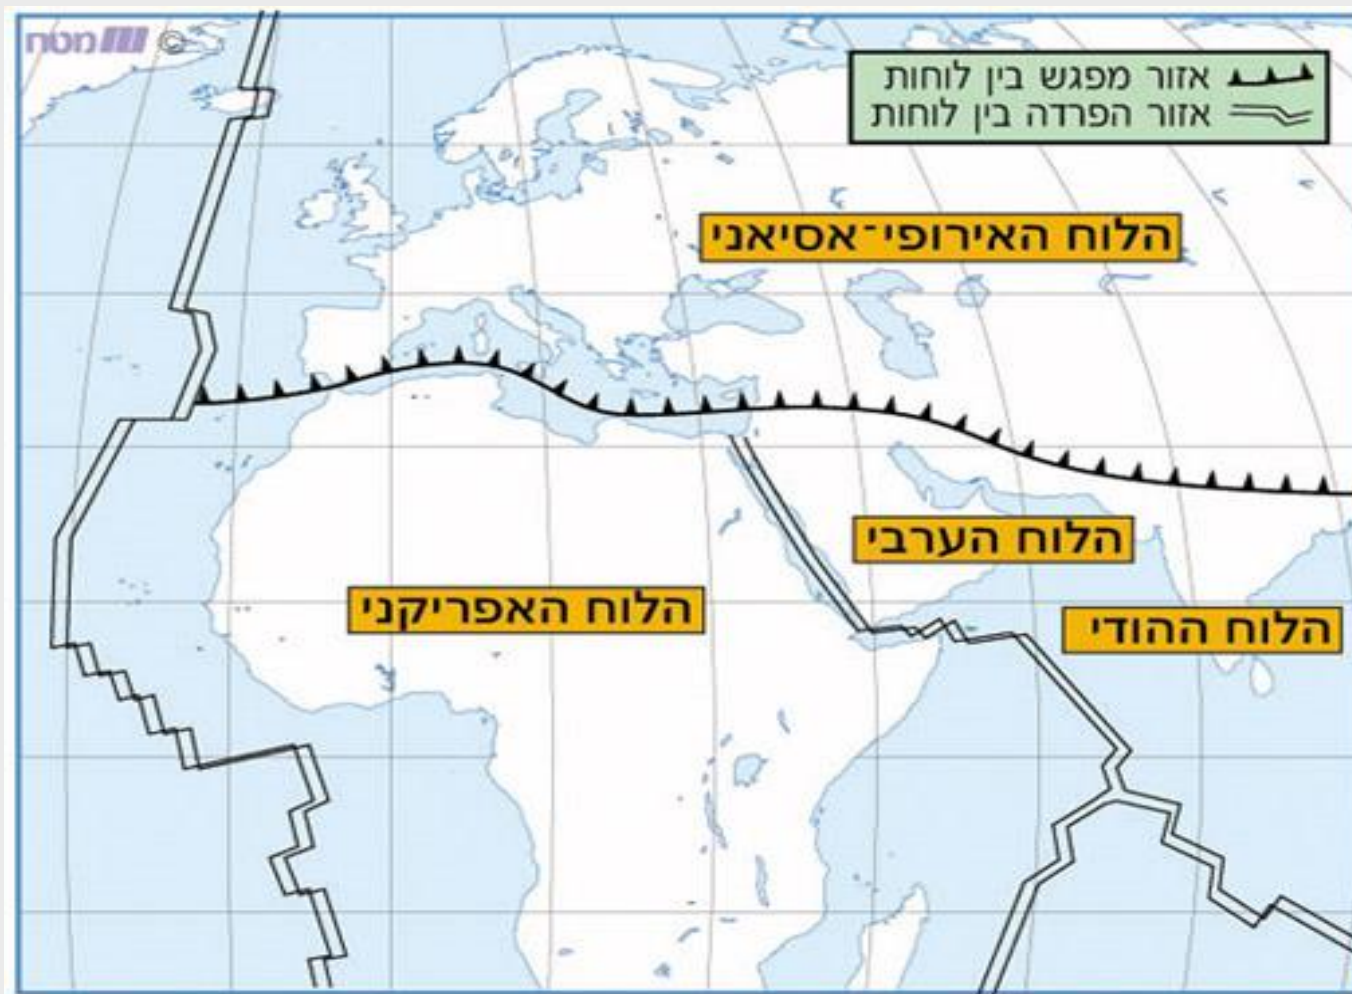 מטח ©
אזור מפגש בין לוחות
אזור הפרדה בין לוחות
הלוח האירופי־אסיאני
הלוח הערבי
הלוח האפריקני
הלוח ההודי